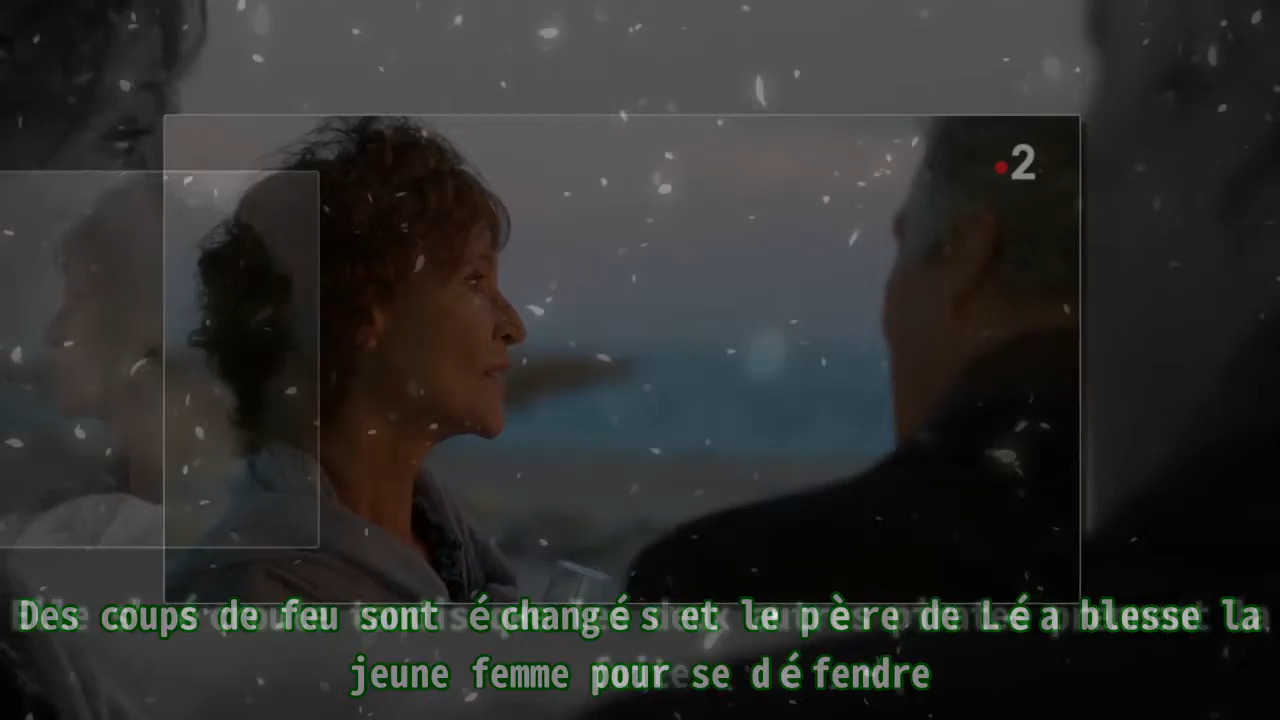 2
Des coups de feu sont échangés et le père de Léa blesse la
jeune femme pour se défendre